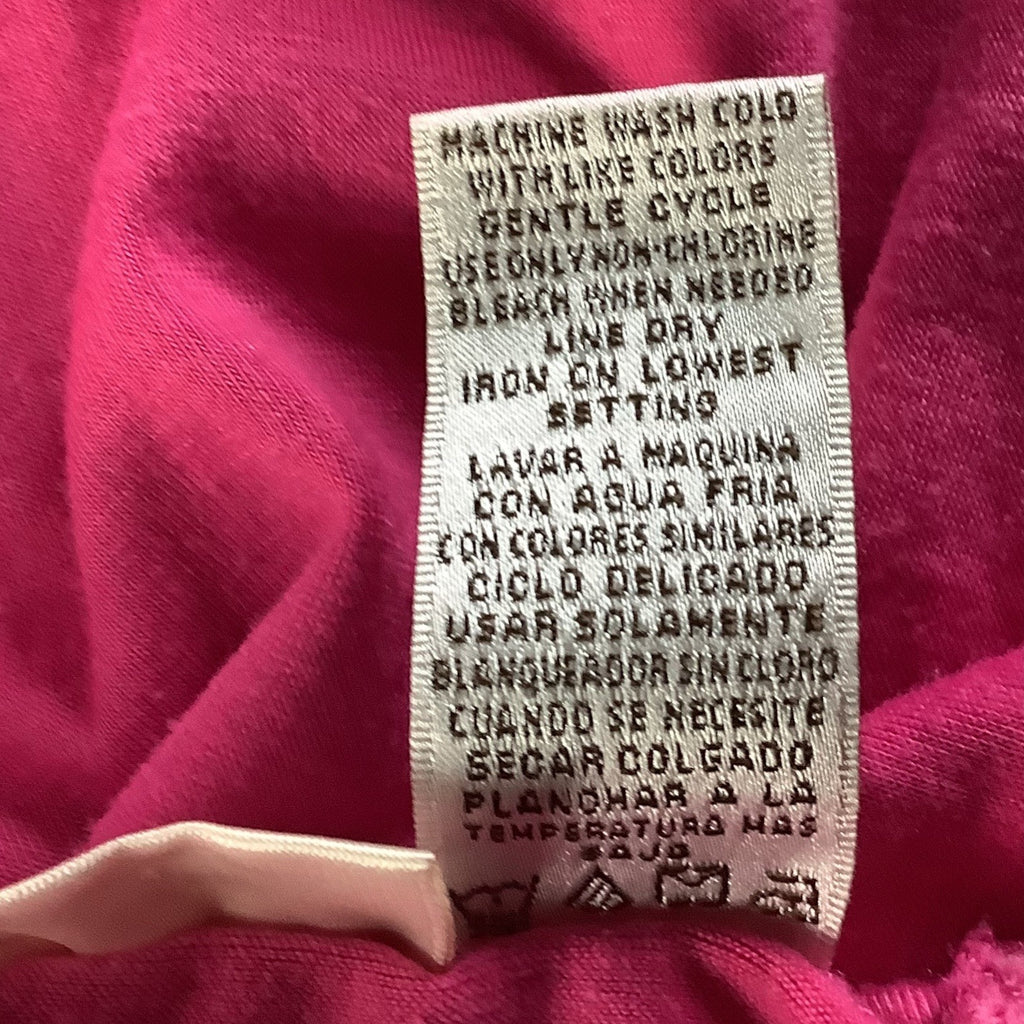 MACHINE WASH COLD
WITH LIKE COLORS
GENTLE CYCLE
USE ONLY NON-CHLORINE
BLEACH WHEN NEEDED
LINE DRY
IRON ON LOWEST
SETTING
LAVAR A MAQUINA
CON AGUA FRIA
CON COLORES SIMILARES
CICLO DELICADO
USAR SOLAMENTE
BLANQUEADOR SIN CLORO
CUANDO SE NECESITE
SECAR COLGADO
PLANCHAR A LA
TEMPERATURA MAS
BAJA